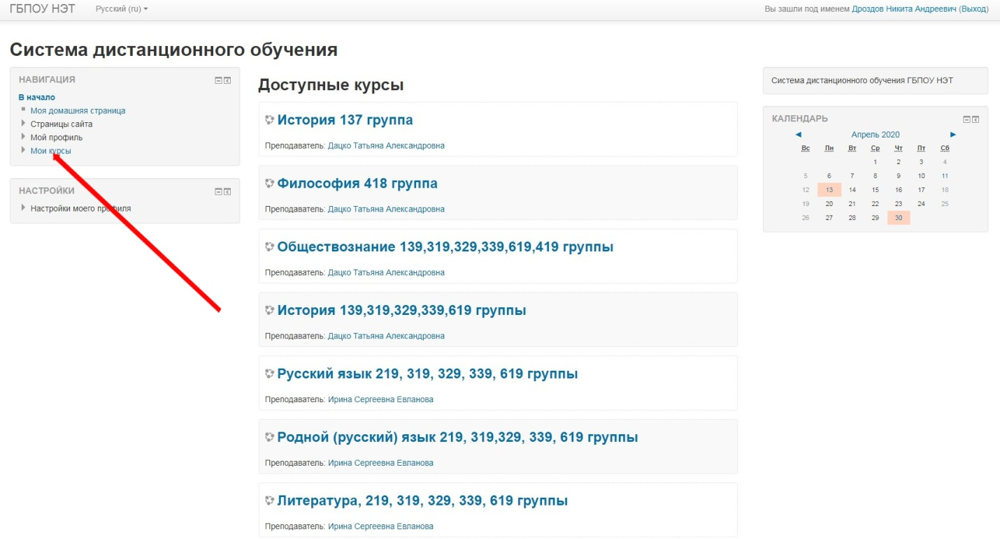 ГБПОУ НЭТ
Русский (ru)
Вы зашли под именем Дроздов Никита Андреевич (Выход)
Система дистанционного обучения
НАВИГАЦИЯ
В начало
Моя домашняя страница
Страницы сайта
Мой профиль
Мои курсы
НАСТРОЙКИ
Настройки моего профиля
Доступные курсы
История 137 группа
Преподаватель: Дацко Татьяна Александровна
Философия 418 группа
Преподаватель: Дацко Татьяна Александровна
Обществознание 139,319,329,339,619,419 группы
Преподаватель: Дацко Татьяна Александровна
История 139,319,329,339,619 группы
Преподаватель: Дацко Татьяна Александровна
Русский язык 219, 319, 329, 339, 619 группы
Преподаватель: Ирина Сергеевна Евланова
Родной (русский) язык 219, 319,329, 339, 619 группы
Преподаватель: Ирина Сергеевна Евланова
Литература, 219, 319, 329, 339, 619 группы
Преподаватель: Ирина Сергеевна Евланова
Система дистанционного обучения ГБПОУ НЭТ
КАЛЕНДАРЬ
◄ Апрель 2020 ►
Вс Пн Вт Ср Чт Пт Сб
1 2 3 4
5 6 7 8 9 10 11
12 13 14 15 16 17 18
19 20 21 22 23 24 25
26 27 28 29 30